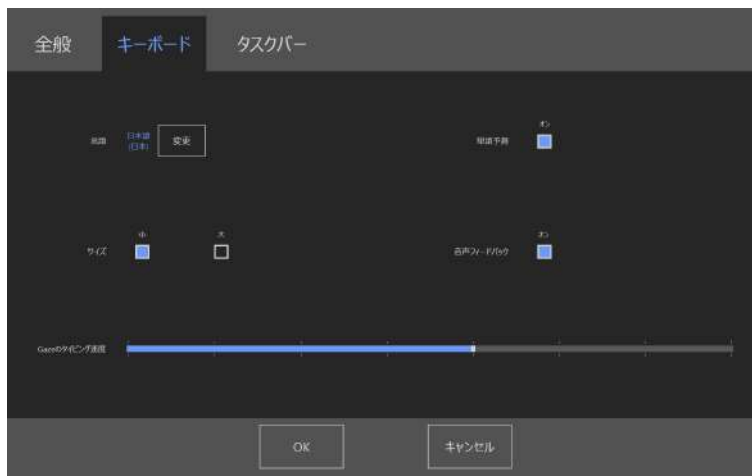 全般
キーボード
タスクバー
言語
日本語
(日本)
変更
単語予測
オン
サイズ
小
大
音声フィードバック
オン
Gazeのタイピング速度
OK
キャンセル